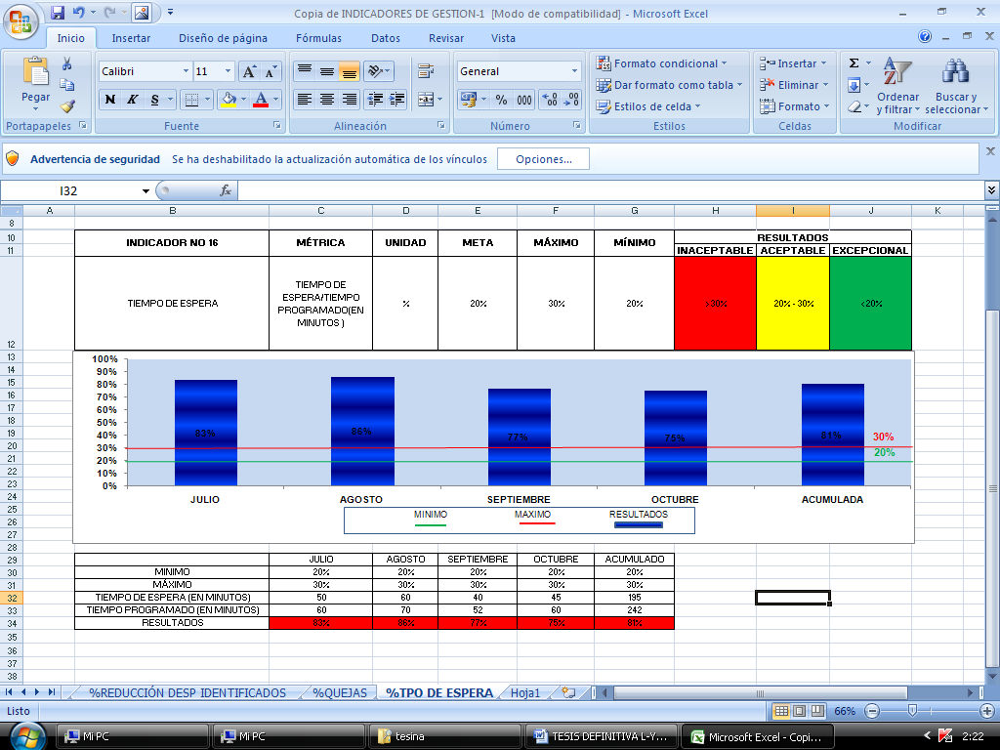 Copia de INDICADORES DE GESTION-1 [Modo de compatibilidad] - Microsoft Excel
Inicio Insertar Diseño de página Fórmulas Datos Revisar Vista
Pegar
Calibri 11
General
N K S
% 000
Formato condicional
Dar formato como tabla
Estilos de celda
Insertar
Eliminar
Formato
Σ
Ordenar y filtrar
Buscar y seleccionar
Portapapeles Fuente Alineación Número Estilos Celdas Modificar
Advertencia de seguridad Se ha deshabilitado la actualización automática de los vínculos Opciones...
I32 fx
A B C D E F G H I J K
8
10 INDICADOR NO 16 MÉTRICA UNIDAD META MÁXIMO MíNIMO RESULTADOS
11 INACEPTABLE ACEPTABLE EXCEPCIONAL
12 TIEMPO DE ESPERA TIEMPO DE ESPERA/TIEMPO PROGRAMADO(EN MINUTOS ) % 20% 30% 20% >30% 20% - 30% <20%
13
14
15
16
17
18
19
20
21
22
23
24
25
26
27
28
100%
90%
80%
70%
60%
50%
40%
30%
20%
10%
0%
83% 86% 77% 75% 81%
30%
20%
JULIO AGOSTO SEPTIEMBRE OCTUBRE ACUMULADA
MINIMO MAXIMO RESULTADOS
29 JULIO AGOSTO SEPTIEMBRE OCTUBRE ACUMULADO
30 MINIMO 20% 20% 20% 20% 20%
31 MÁXIMO 30% 30% 30% 30% 30%
32 TIEMPO DE ESPERA (EN MINUTOS) 50 60 40 45 195
33 TIEMPO PROGRAMADO (EN MINUTOS) 60 70 52 60 242
34 RESULTADOS 83% 86% 77% 75% 81%
35
36
37
38
%REDUCCIÓN DESP IDENTIFICADOS %QUEJAS %TPO DE ESPERA Hoja1
Listo 66%
Mi PC Mi PC tesina TESIS DEFINITIVA L-Y... Microsoft Excel - Copi... 2:22